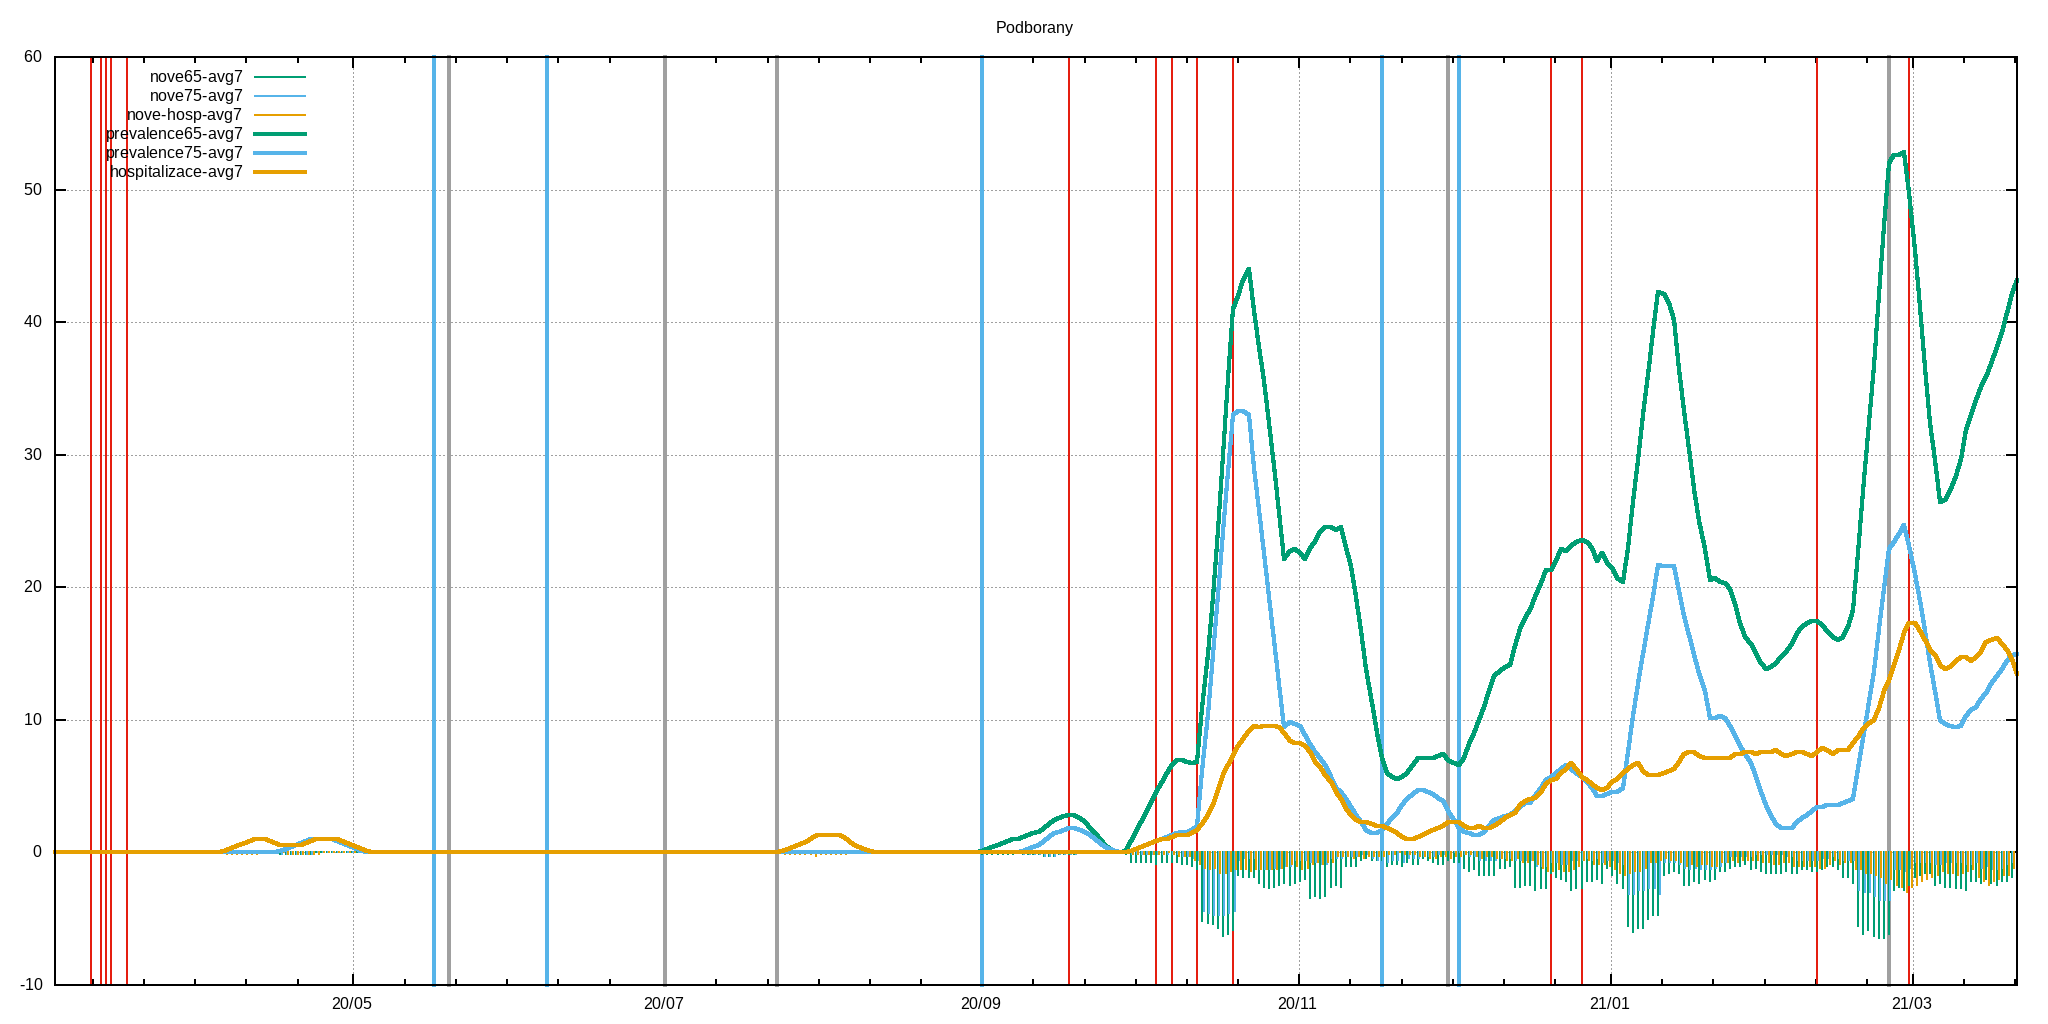 Podborany
60
50
40
30
20
10
0
-10
nove65-avg7
nove75-avg7
nove-hosp-avg7
prevalence65-avg7
prevalence75-avg7
hospitalizace-avg7
20/05
20/07
20/09
20/11
21/01
21/03